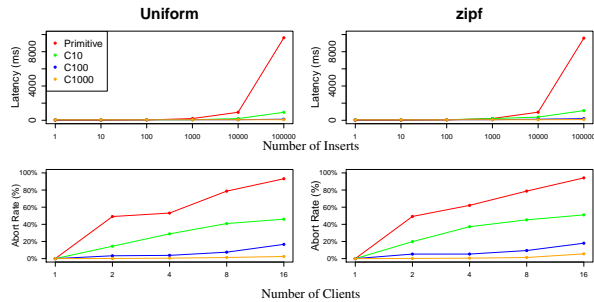 Uniform
zipf
Latency (ms)
0 4000 8000
Primitive
C10
C100
C1000
1 10 100 1000 10000 100000
Latency (ms)
0 4000 8000
1 10 100 1000 10000 100000
Number of Inserts
Abort Rate (%)
100%
80%
60%
40%
20%
0%
1 2 4 8 16
Abort Rate (%)
100%
80%
60%
40%
20%
0%
1 2 4 8 16
Number of Clients